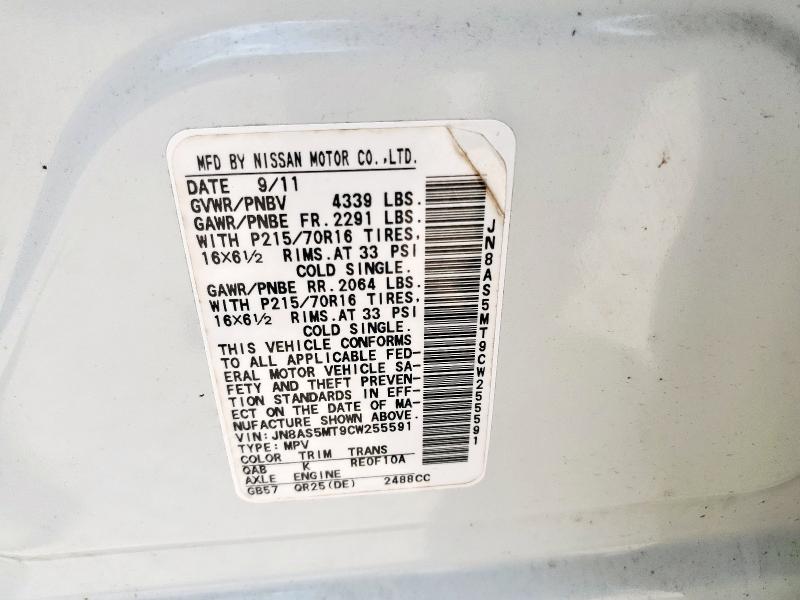 MFD BY NISSAN MOTOR CO.,LTD.
DATE 9/11
GVWR/PNBV 4339 LBS.
GAWR/PNBE FR. 2291 LBS.
WITH P215/70R16 TIRES,
16X6½ RIMS. AT 33 PSI
COLD SINGLE.
GAWR/PNBE RR. 2064 LBS.
WITH P215/70R16 TIRES,
16X6½ RIMS. AT 33 PSI
COLD SINGLE.
THIS VEHICLE CONFORMS
TO ALL APPLICABLE FED-
ERAL MOTOR VEHICLE SA-
FETY AND THEFT PREVEN-
TION STANDARDS IN EFF-
ECT ON THE DATE OF MA-
NUFACTURE SHOWN ABOVE.
VIN: JN8AS5MT9CW255591
TYPE: MPV
COLOR TRIM TRANS
QAB K RE0F10A
AXLE ENGINE
GB57 QR25(DE) 2488CC
JN8AS5MT9CW255591